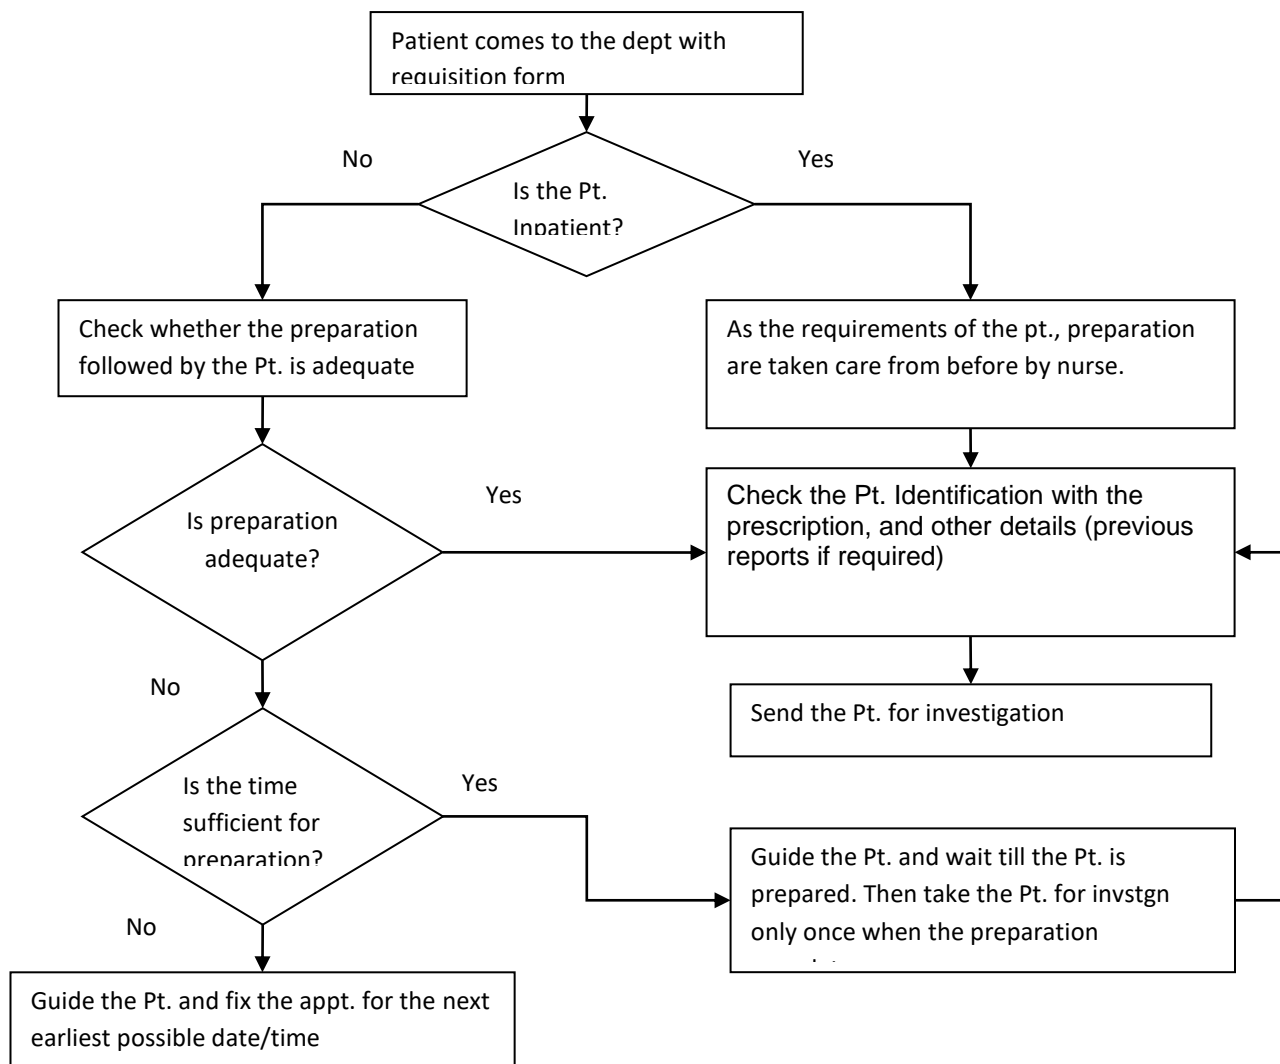 Patient comes to the dept with
requisition form
No
Yes
Is the Pt.
Inpatient?
Check whether the preparation
followed by the Pt. is adequate
As the requirements of the pt., preparation
are taken care from before by nurse.
Is preparation
adequate?
Yes
Check the Pt. Identification with the
prescription, and other details (previous
reports if required)
No
Send the Pt. for investigation
Is the time
sufficient for
preparation?
Yes
Guide the Pt. and wait till the Pt. is
prepared. Then take the Pt. for invstgn
only once when the preparation
No
Guide the Pt. and fix the appt. for the next
earliest possible date/time